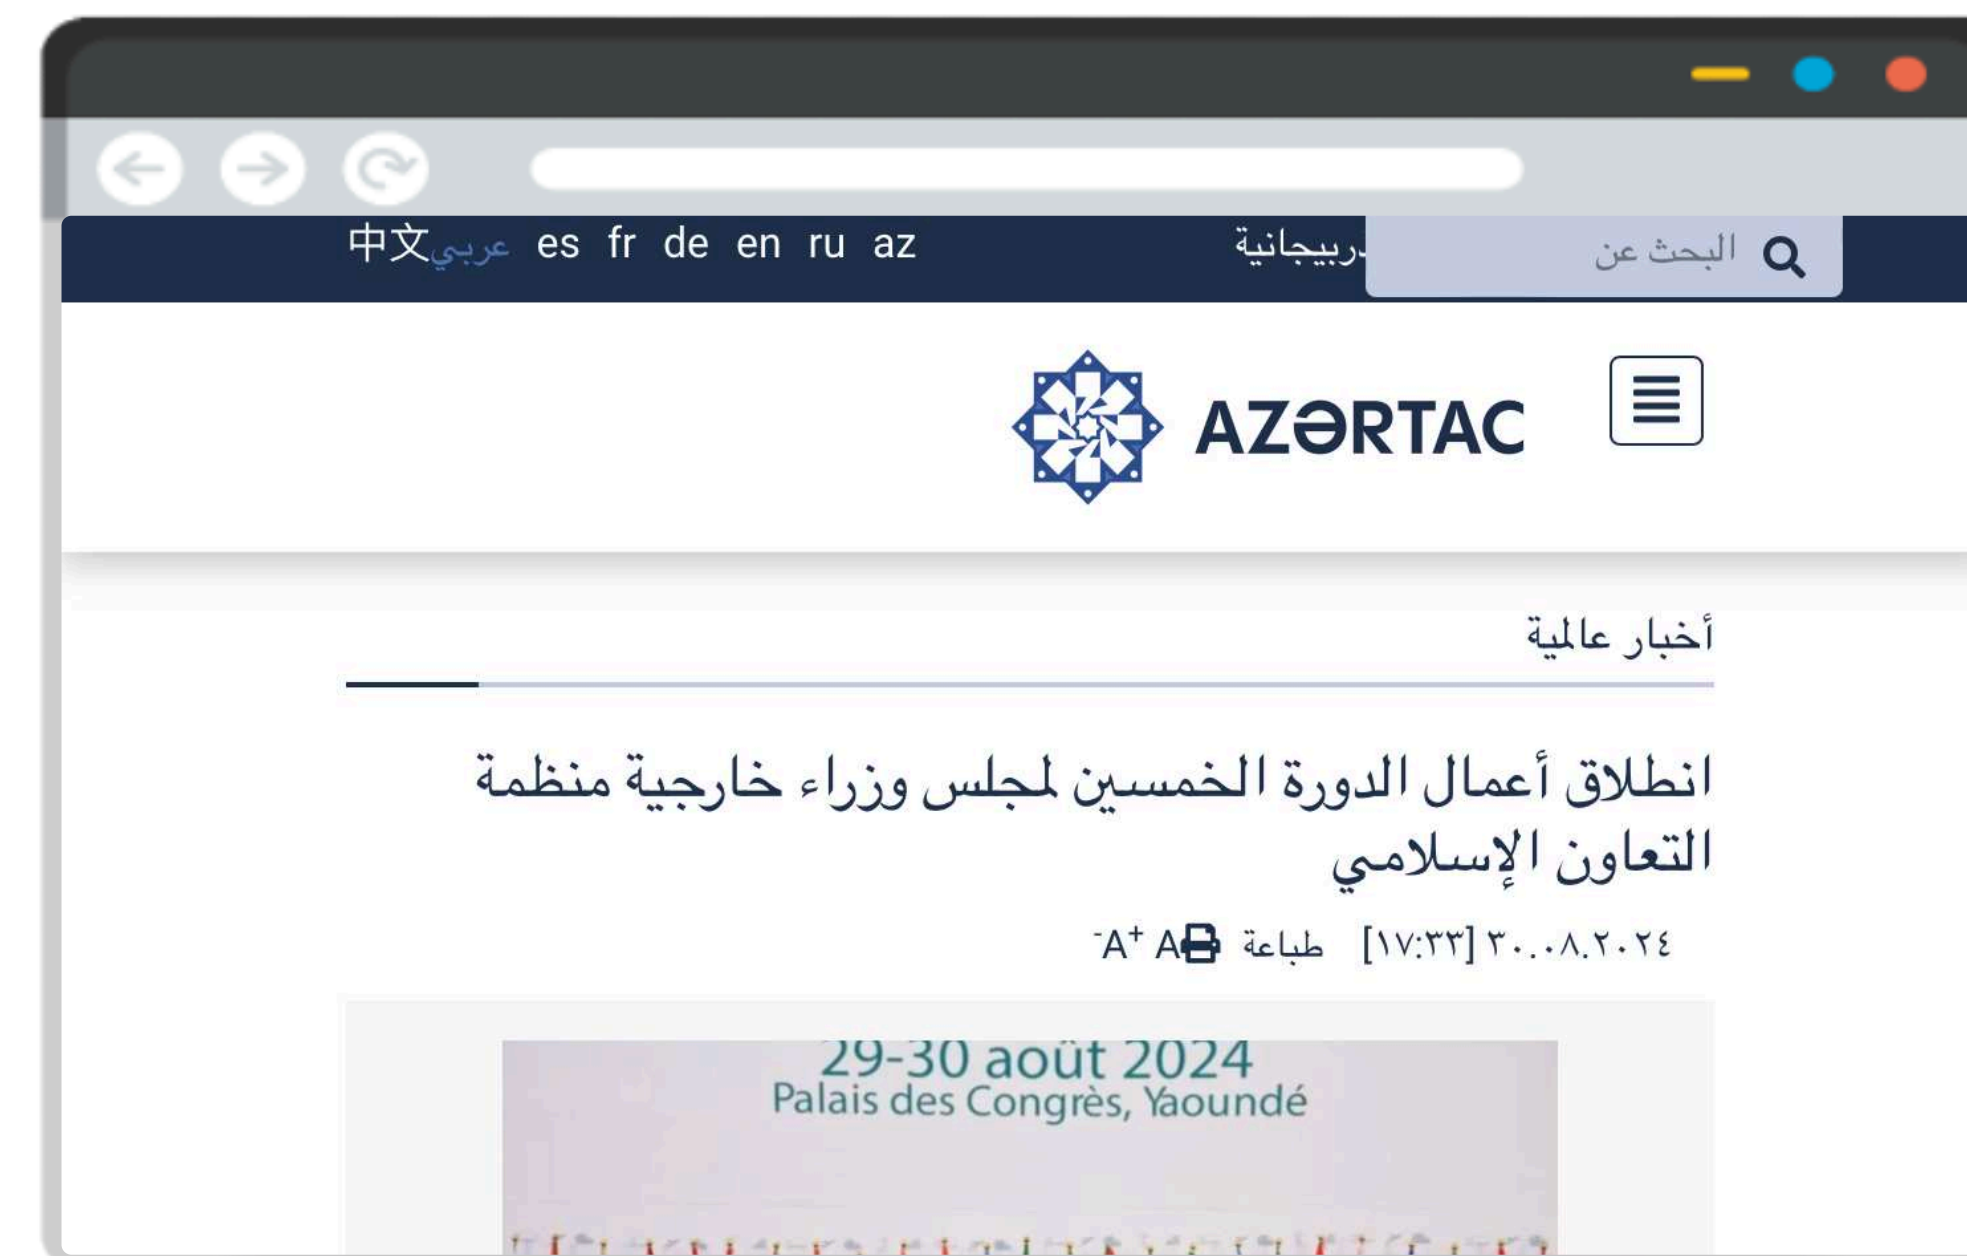 中文 عربي es fr de en ru az
البحث عن
AZƏRTAC
أخبار عالمية
انطلاق أعمال الدورة الخمسين لمجلس وزراء خارجية منظمة
التعاون الإسلامي
٣٠.٠٨.٢٠٢٤ [١٧:٣٣] طباعة A⁺ A⁻
29-30 août 2024
Palais des Congrès, Yaoundé